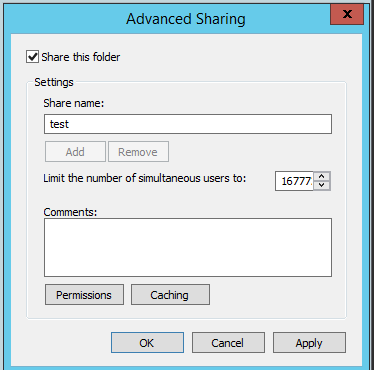 Advanced Sharing
x
Share this folder
Settings
Share name:
test
Add Remove
Limit the number of simultaneous users to: 16777
Comments:
Permissions Caching
OK Cancel Apply